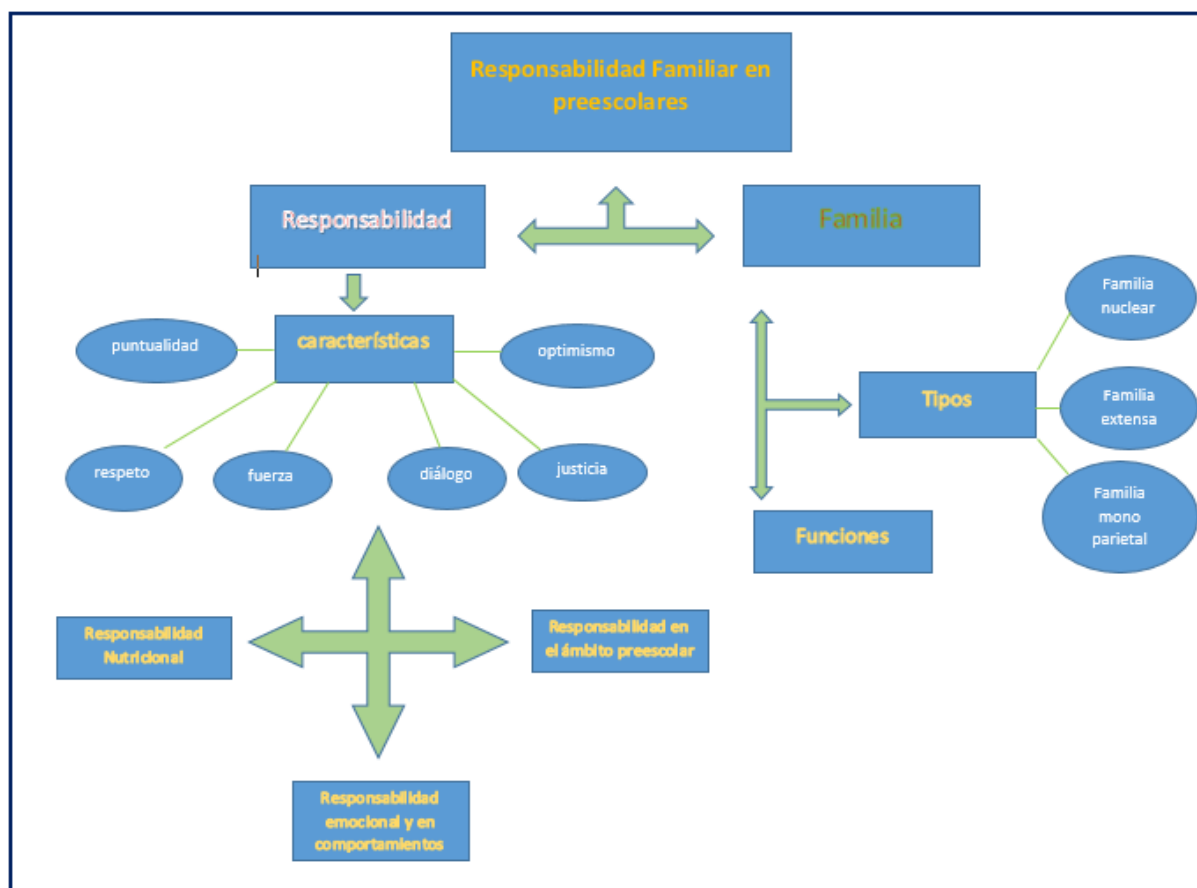 Responsabilidad Familiar en
preescolares
Responsabilidad
Familia
Familia
nuclear
características
puntualidad
optimismo
Tipos
Familia
extensa
respeto
fuerza
diálogo
justicia
Familia
mono
parietal
Funciones
Responsabilidad
Nutricional
Responsabilidad en
el ámbito preescolar
Responsabilidad
emocional y en
comportamientos